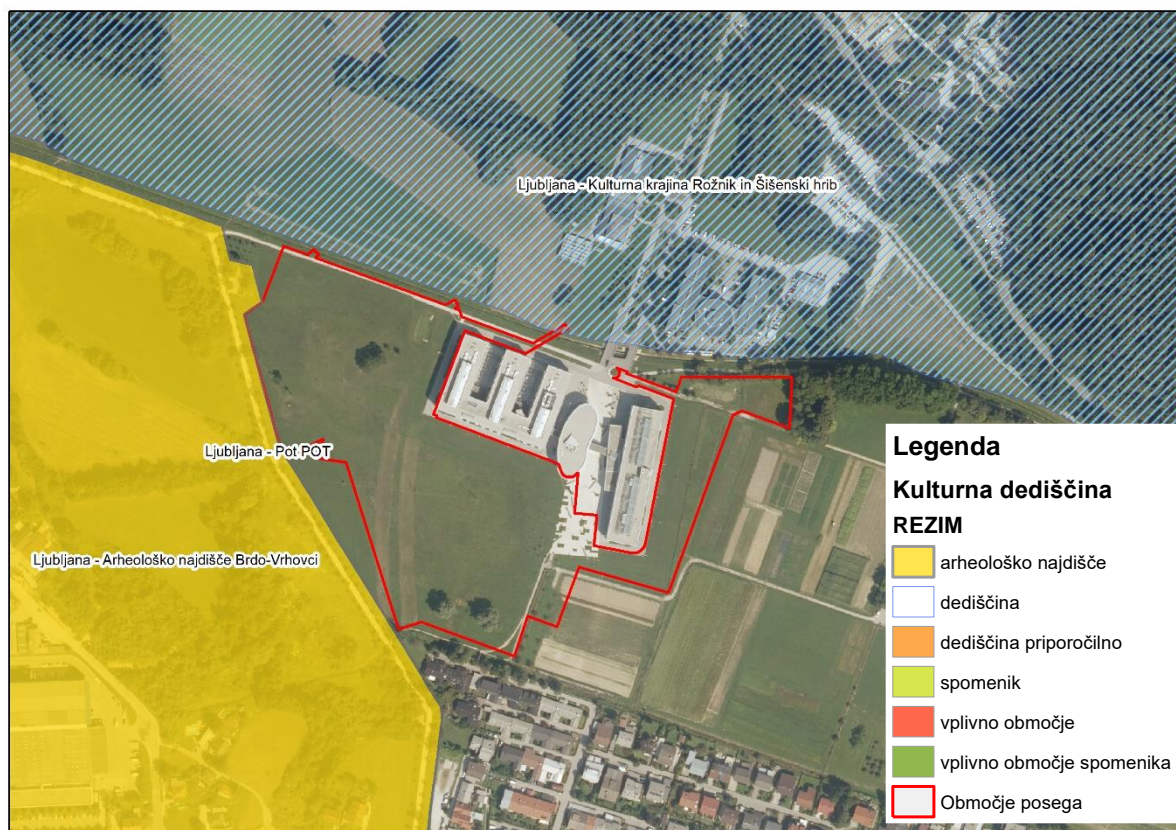 Ljubljana - Kulturna krajina Rožnik in Šišenski hrib
Ljubljana - Pot POT
Ljubljana - Arheološko najdišče Brdo-Vrhovci
Legenda
Kulturna dediščina
REZIM
arheološko najdišče
dediščina
dediščina priporočilno
spomenik
vplivno območje
vplivno območje spomenika
Območje posega